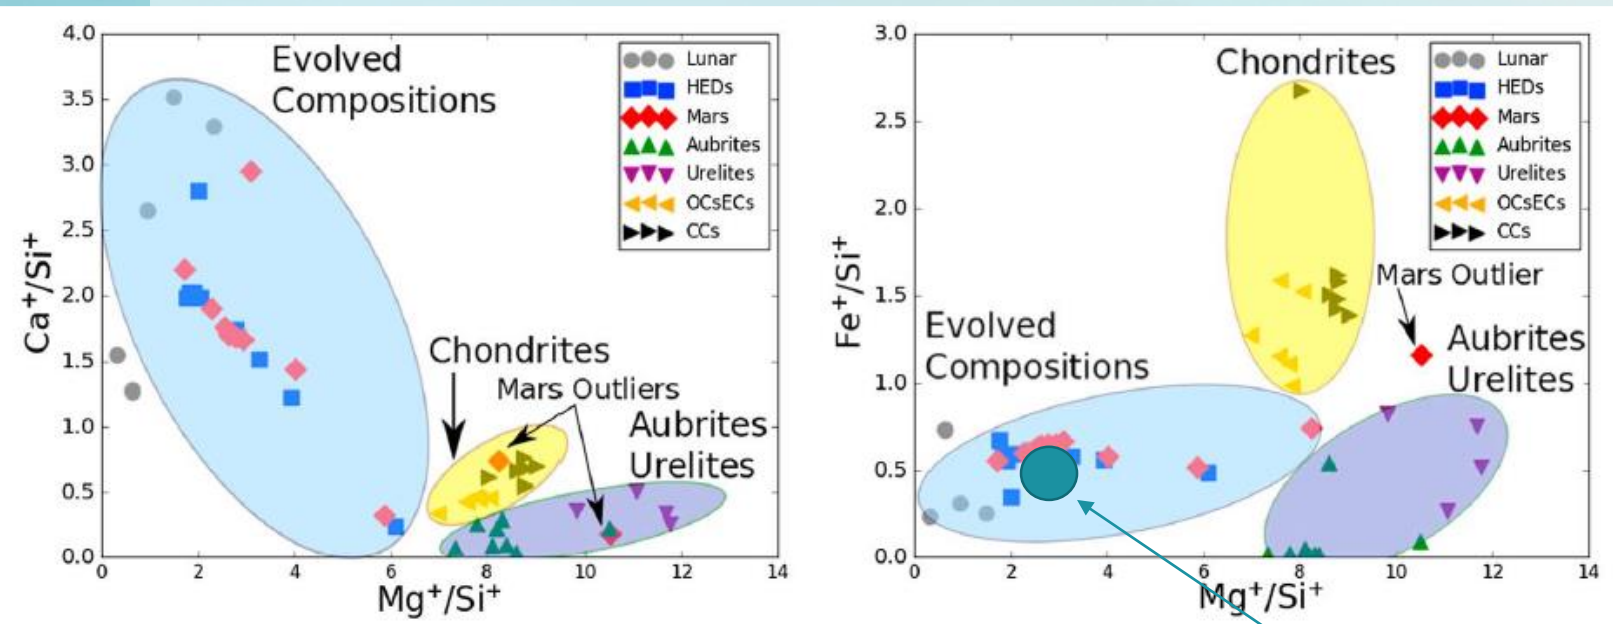 4.0
3.5
3.0
2.5
2.0
1.5
1.0
0.5
0.0
Ca⁺/Si⁺
0 2 4 6 8 10 12 14
Mg⁺/Si⁺
Evolved
Compositions
Chondrites
Mars Outliers
Aubrites
Urelites
Lunar
HEDs
Mars
Aubrites
Urelites
OCsECs
CCs
3.0
2.5
2.0
1.5
1.0
0.5
0.0
Fe⁺/Si⁺
0 2 4 6 8 10 12 14
Mg⁺/Si⁺
Chondrites
Mars Outlier
Evolved
Compositions
Aubrites
Urelites
Lunar
HEDs
Mars
Aubrites
Urelites
OCsECs
CCs